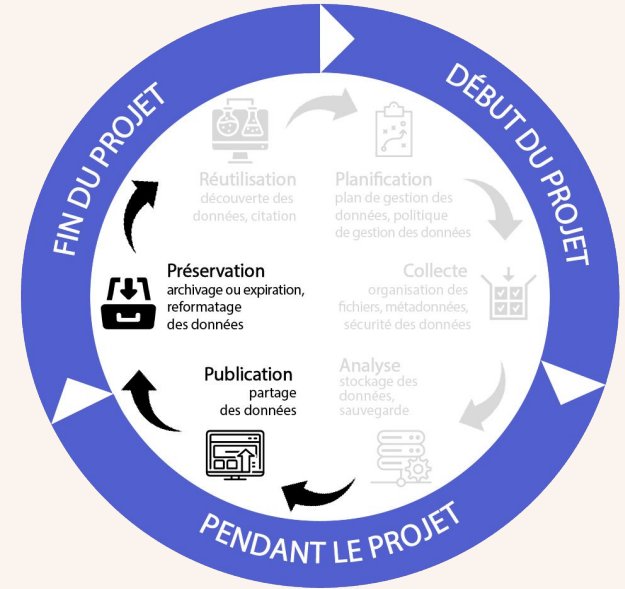 DÉBUT DU PROJET
PENDANT LE PROJET
FIN DU PROJET
Planification
plan de gestion des
données, politique
de gestion des données
Collecte
organisation des
fichiers, métadonnées,
sécurité des données
Analyse
stockage des
données,
sauvegarde
Publication
partage
des données
Préservation
archivage ou expiration,
reformatage
des données
Réutilisation
découverte des
données, citation